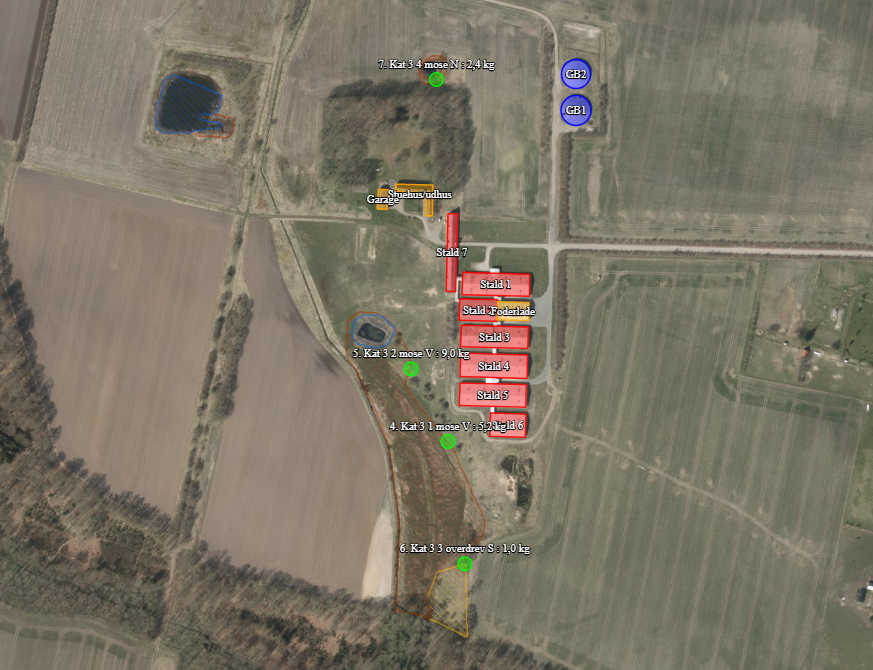 7. Kat 3 4 mose N : 2,4 kg
GB2
GB1
Stuehus/udhus
Garage
Stald 7
Stald 1
Stald
Foderlade
Stald 3
5. Kat 3 2 mose V : 9,0 kg
Stald 4
Stald 5
4. Kat 3 1 mose V : 5,2 kg
6
6. Kat 3 3 overdrev S : 1,0 kg